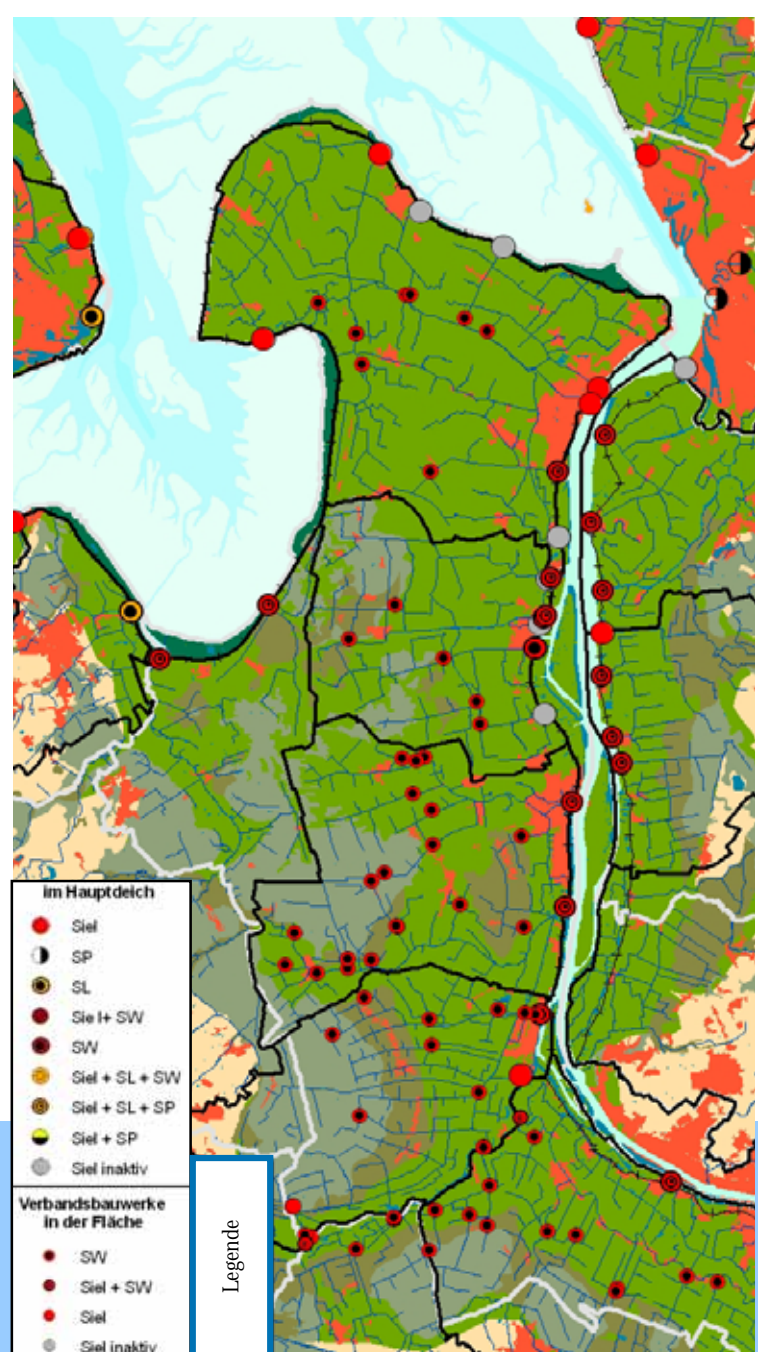 im Hauptdeich
Siel
SP
SL
Sie l+ SW
SW
Siel + SL + SW
Siel + SL + SP
Siel + SP
Siel inaktiv
Verbandsbauwerke
in der Fläche
SW
Siel + SW
Siel
Siel inaktiv
Legende